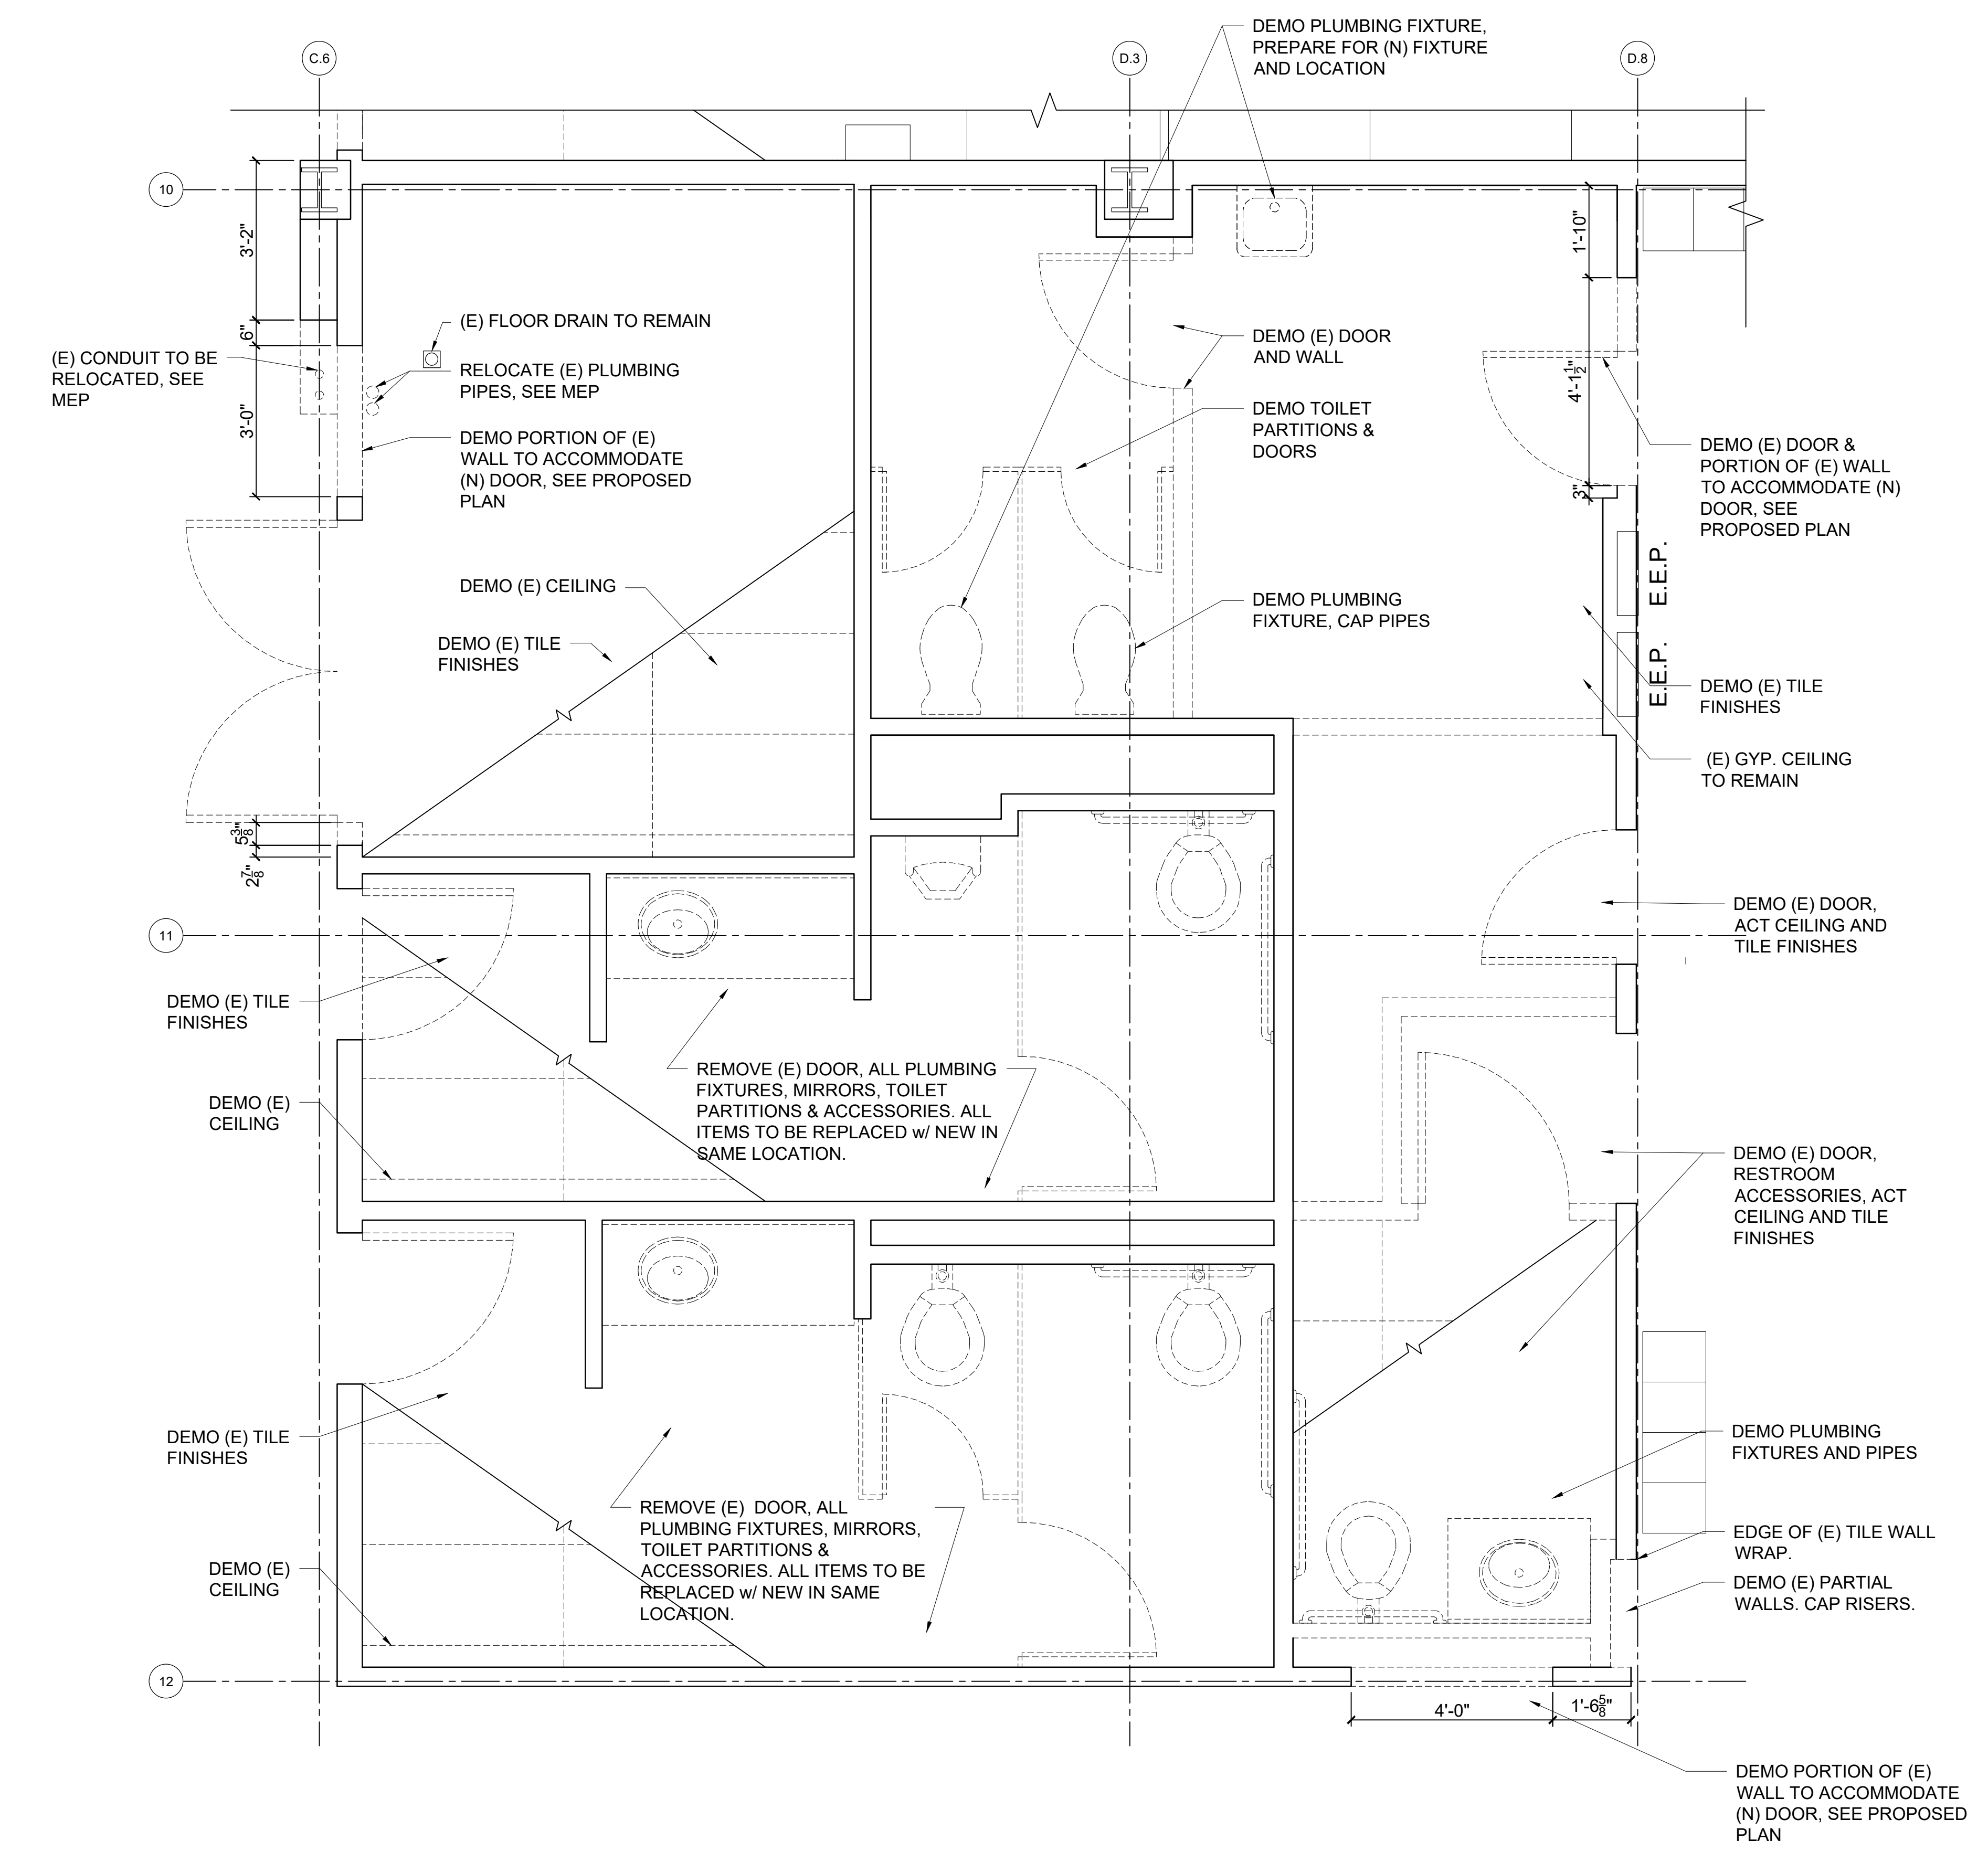 DEMO PLUMBING FIXTURE,
PREPARE FOR (N) FIXTURE
AND LOCATION
C.6
D.3
D.8
10
3'-2"
6"
3'-0"
1'-10"
4'-1 1/2"
3"
(E) FLOOR DRAIN TO REMAIN
(E) CONDUIT TO BE
RELOCATED, SEE
MEP
RELOCATE (E) PLUMBING
PIPES, SEE MEP
DEMO (E) DOOR
AND WALL
DEMO TOILET
PARTITIONS &
DOORS
DEMO PORTION OF (E)
WALL TO ACCOMMODATE
(N) DOOR, SEE PROPOSED
PLAN
DEMO (E) DOOR &
PORTION OF (E) WALL
TO ACCOMMODATE (N)
DOOR, SEE
PROPOSED PLAN
E.E.P.
E.E.P.
DEMO (E) CEILING
DEMO PLUMBING
FIXTURE, CAP PIPES
DEMO (E) TILE
FINISHES
DEMO (E) TILE
FINISHES
(E) GYP. CEILING
TO REMAIN
5 3/8"
2 7/8"
DEMO (E) DOOR,
ACT CEILING AND
TILE FINISHES
11
DEMO (E) TILE
FINISHES
DEMO (E)
CEILING
REMOVE (E) DOOR, ALL PLUMBING
FIXTURES, MIRRORS, TOILET
PARTITIONS & ACCESSORIES. ALL
ITEMS TO BE REPLACED w/ NEW IN
SAME LOCATION.
DEMO (E) DOOR,
RESTROOM
ACCESSORIES, ACT
CEILING AND TILE
FINISHES
DEMO (E) TILE
FINISHES
DEMO PLUMBING
FIXTURES AND PIPES
REMOVE (E) DOOR, ALL
PLUMBING FIXTURES, MIRRORS,
TOILET PARTITIONS &
ACCESSORIES. ALL ITEMS TO BE
REPLACED w/ NEW IN SAME
LOCATION.
EDGE OF (E) TILE WALL
WRAP.
DEMO (E)
CEILING
DEMO (E) PARTIAL
WALLS. CAP RISERS.
12
4'-0"
1'-6 5/8"
DEMO PORTION OF (E)
WALL TO ACCOMMODATE
(N) DOOR, SEE PROPOSED
PLAN